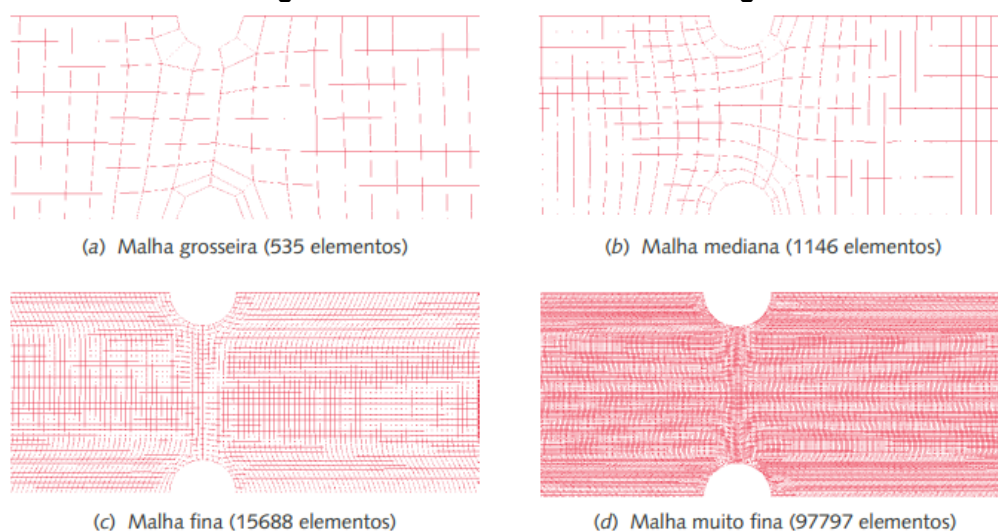 (a) Malha grosseira (535 elementos)
(b) Malha mediana (1146 elementos)
(c) Malha fina (15688 elementos)
(d) Malha muito fina (97797 elementos)